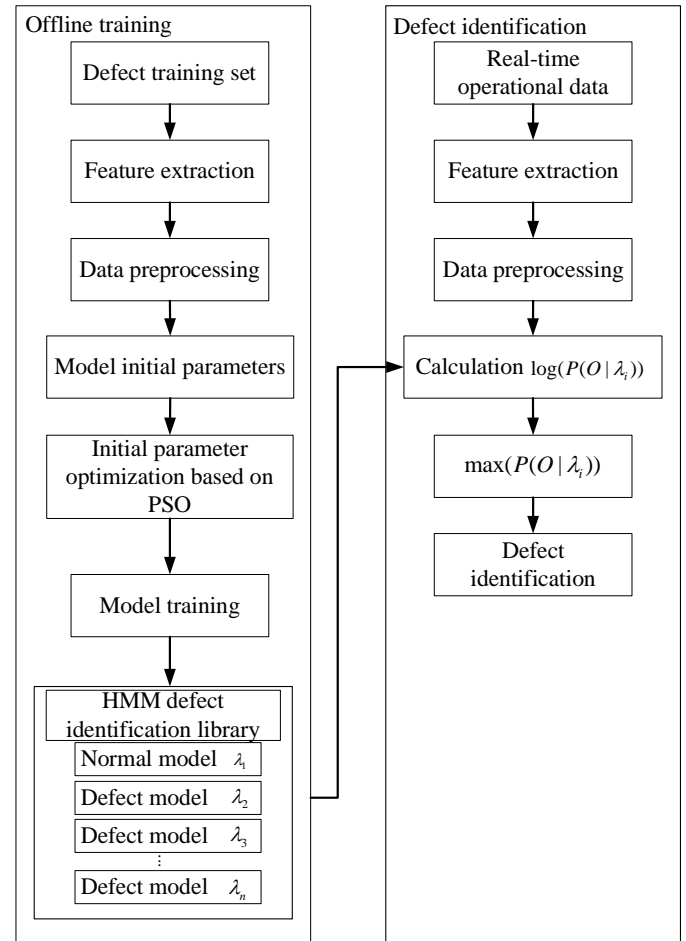 Offline training
Defect training set
Feature extraction
Data preprocessing
Model initial parameters
Initial parameter
optimization based on
PSO
Model training
HMM defect
identification library
Normal model λ₁
Defect model λ₂
Defect model λ₃
⋮
Defect model λₙ
Defect identification
Real-time
operational data
Feature extraction
Data preprocessing
Calculation log(P(O | λᵢ))
max(P(O | λᵢ))
Defect
identification